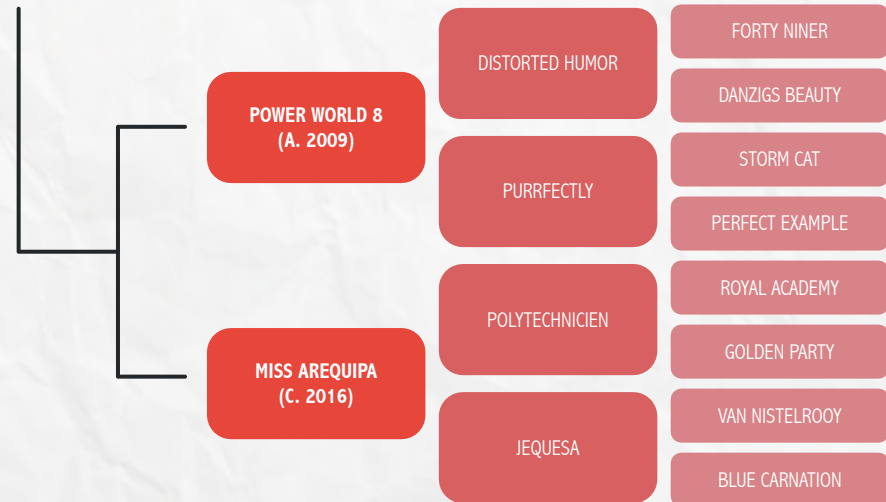 POWER WORLD 8
(A. 2009)
MISS AREQUIPA
(C. 2016)
DISTORTED HUMOR
PURRFECTLY
POLYTECHNICIEN
JEQUESA
FORTY NINER
DANZIGS BEAUTY
STORM CAT
PERFECT EXAMPLE
ROYAL ACADEMY
GOLDEN PARTY
VAN NISTELROOY
BLUE CARNATION